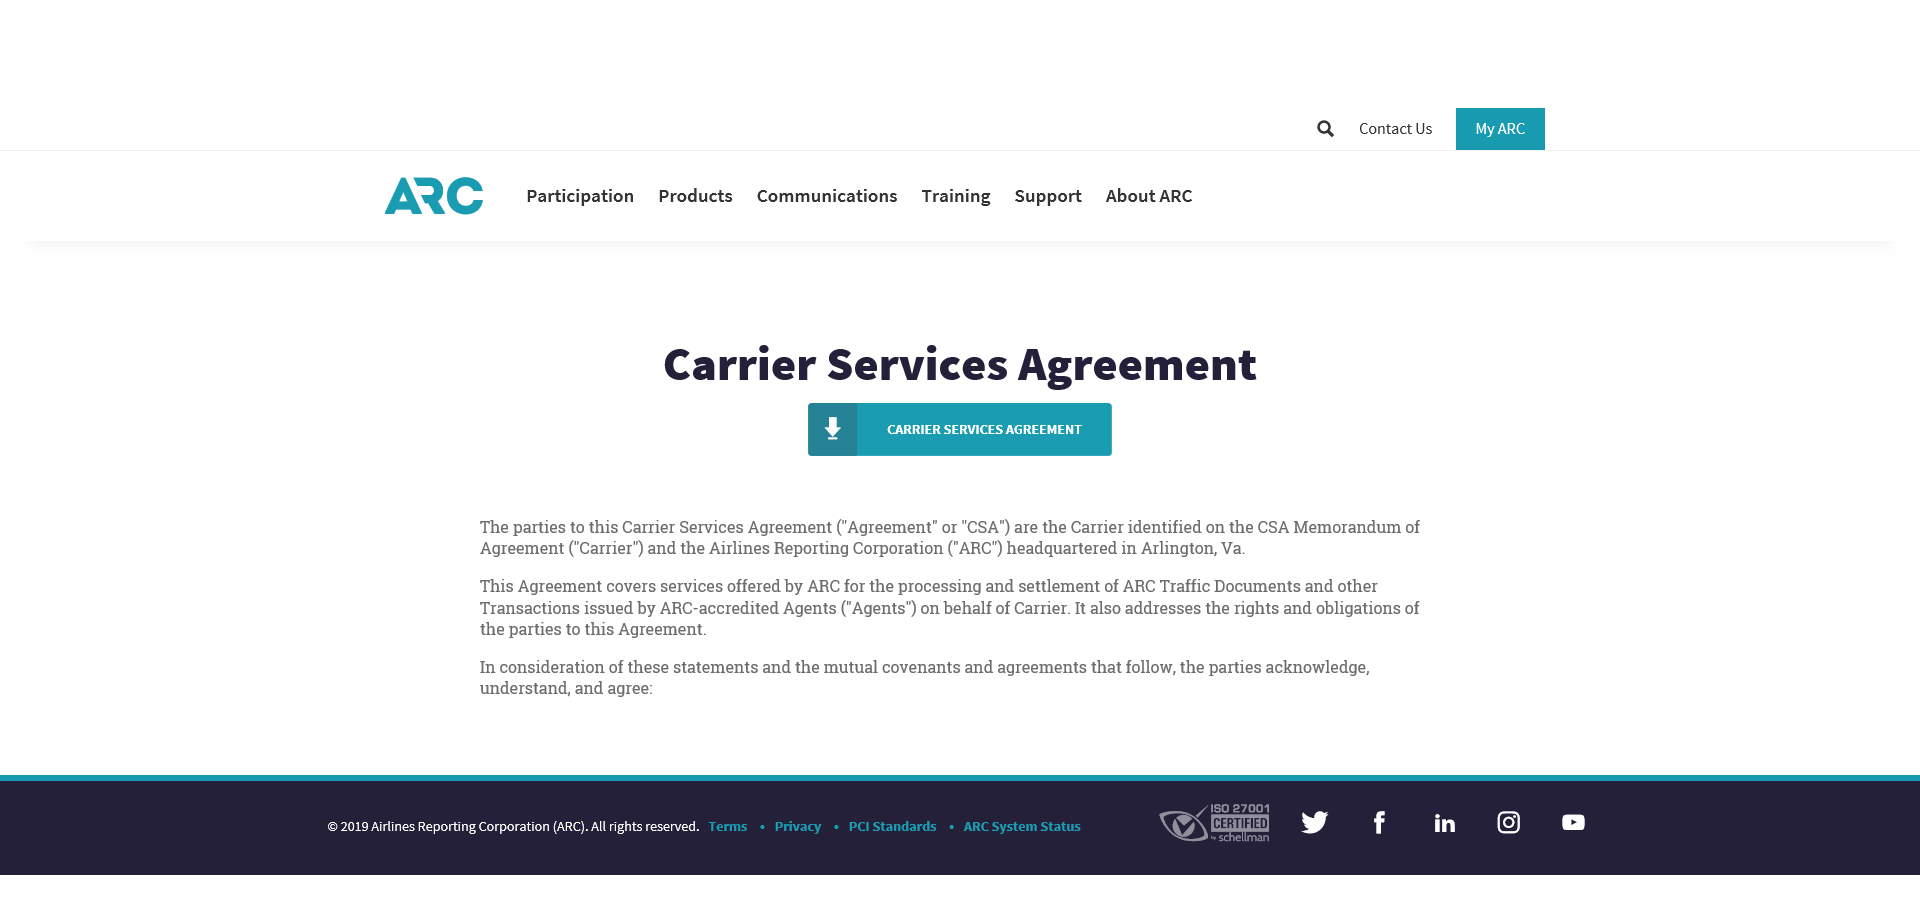 Contact Us
My ARC
ARC
Participation
Products
Communications
Training
Support
About ARC
Carrier Services Agreement
CARRIER SERVICES AGREEMENT
The parties to this Carrier Services Agreement ("Agreement" or "CSA") are the Carrier identified on the CSA Memorandum of
Agreement ("Carrier") and the Airlines Reporting Corporation ("ARC") headquartered in Arlington, Va.
This Agreement covers services offered by ARC for the processing and settlement of ARC Traffic Documents and other
Transactions issued by ARC-accredited Agents ("Agents") on behalf of Carrier. It also addresses the rights and obligations of
the parties to this Agreement.
In consideration of these statements and the mutual covenants and agreements that follow, the parties acknowledge,
understand, and agree:
© 2019 Airlines Reporting Corporation (ARC). All rights reserved. Terms • Privacy • PCI Standards • ARC System Status
ISO 27001
CERTIFIED
by schellman